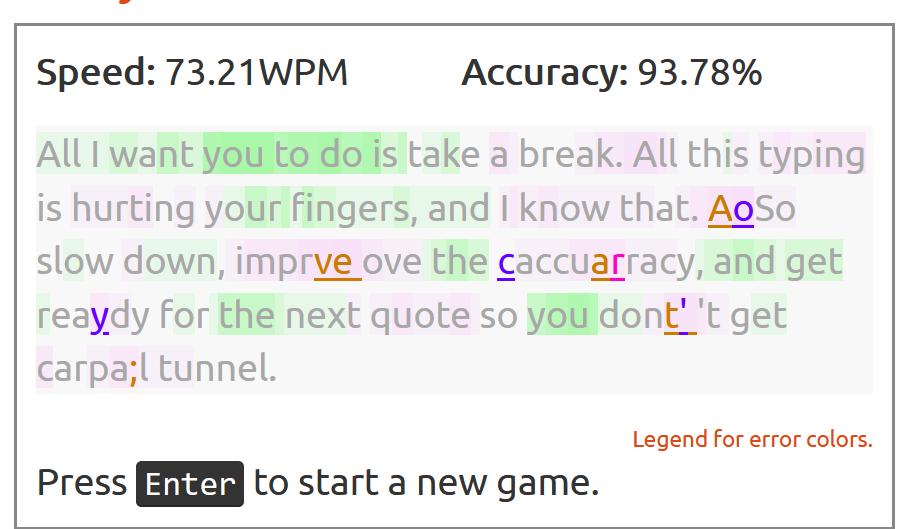 Speed: 73.21WPM Accuracy: 93.78%
All I want you to do is take a break. All this typing
is hurting your fingers, and I know that. AoSo
slow down, imprve ove the caccuarracy, and get
reaydy for the next quote so you dont' 't get
carpa;l tunnel.
Legend for error colors.
Press Enter to start a new game.